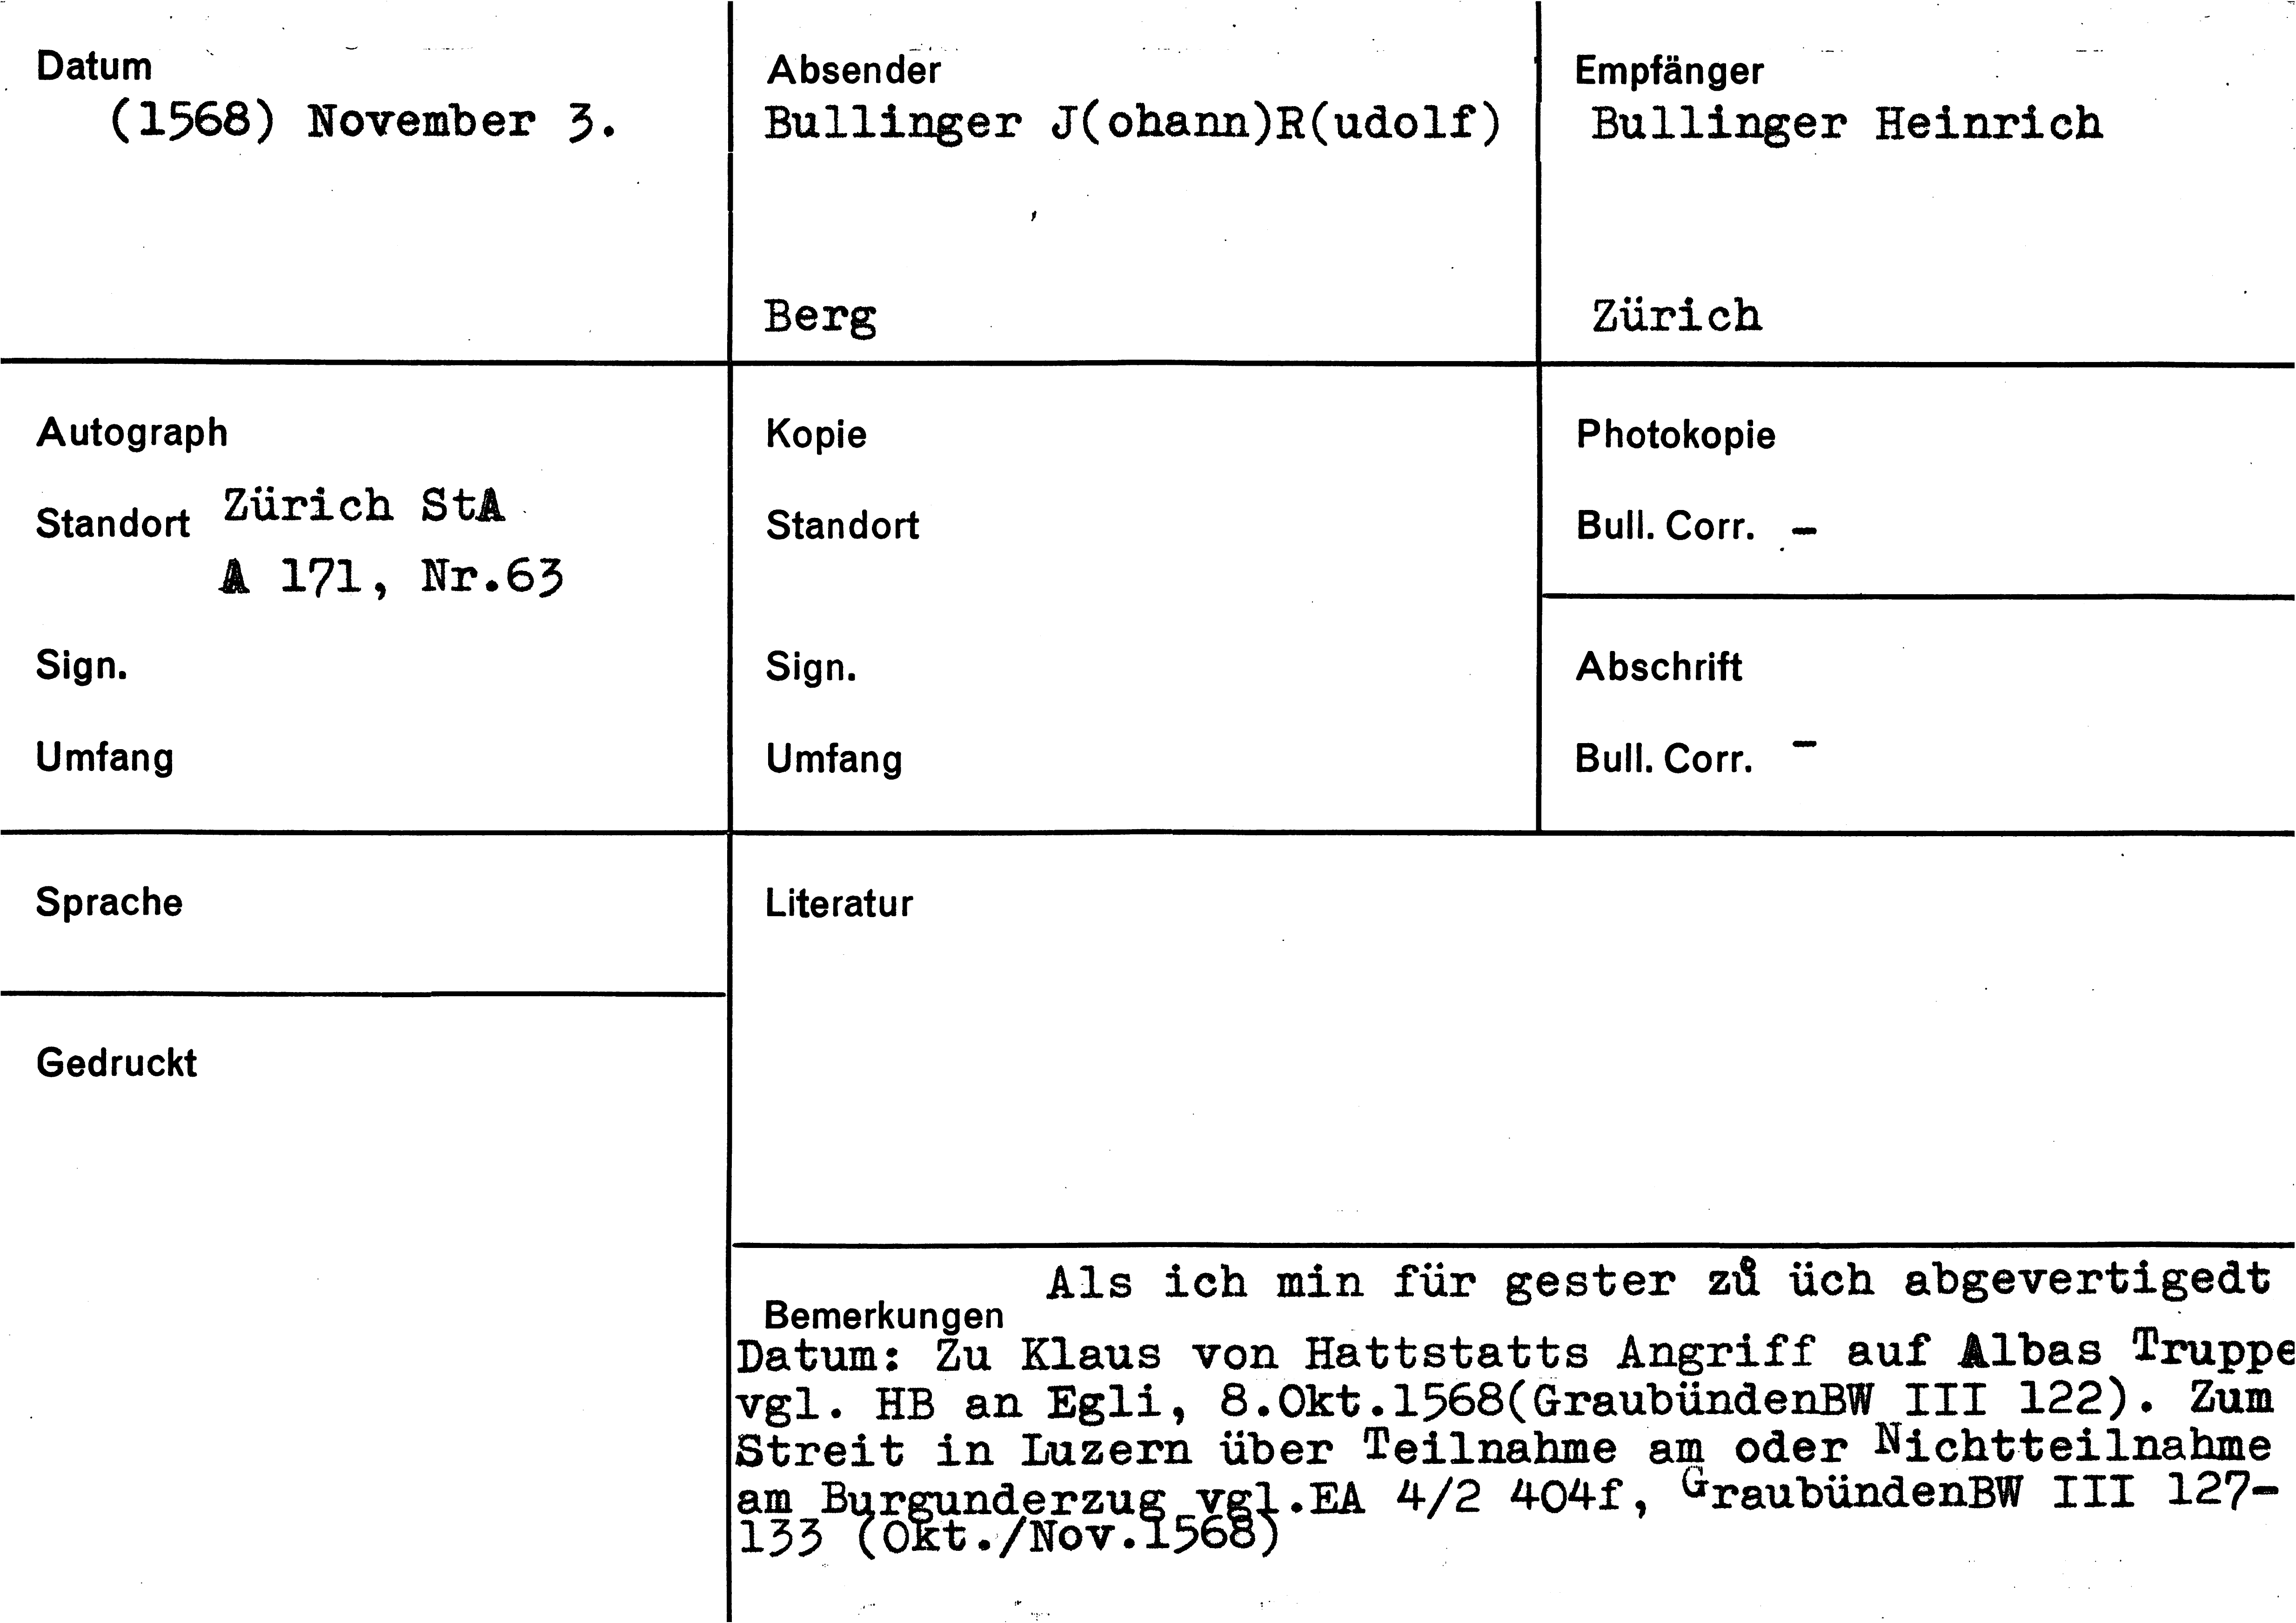 Datum
(1568) November 3.
Absender
Bullinger J(ohann)R(udolf)
Berg
Empfänger
Bullinger Heinrich
Zürich
Autograph
Standort Zürich StA
A 171, Nr.63
Sign.
Umfang
Kopie
Standort
Sign.
Umfang
Photokopie
Bull. Corr. -
Abschrift
Bull. Corr. -
Sprache
Gedruckt
Literatur
Als ich min für gester zů üch abgevertigedt
Bemerkungen
Datum: Zu Klaus von Hattstatts Angriff auf Albas Truppe
vgl. HB an Egli, 8.Okt.1568(GraubündenBW III 122). Zum
Streit in Luzern über Teilnahme am oder Nichtteilnahme
am Burgunderzug vgl.EA 4/2 404f, GraubündenBW III 127-
133 (Okt./Nov.1568)